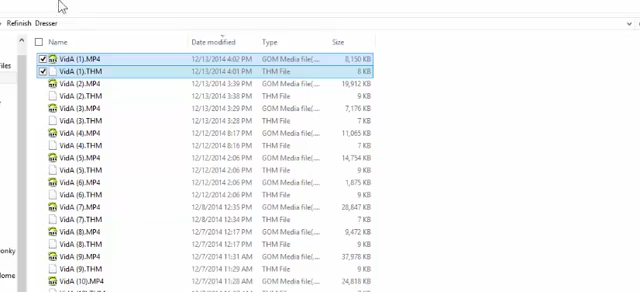 Refinish Dresser
Name Date modified Type Size
Files
VidA (1).MP4 12/13/2014 4:02 PM GOM Media file(.... 8,150 KB
VidA (1).THM 12/13/2014 4:01 PM THM File 8 KB
VidA (2).MP4 12/13/2014 3:39 PM GOM Media file(.... 19,912 KB
VidA (2).THM 12/13/2014 3:38 PM THM File 9 KB
VidA (3).MP4 12/13/2014 3:29 PM GOM Media file(.... 7,176 KB
VidA (3).THM 12/13/2014 3:28 PM THM File 7 KB
VidA (4).MP4 12/12/2014 8:17 PM GOM Media file(.... 11,065 KB
VidA (4).THM 12/12/2014 8:16 PM THM File 7 KB
VidA (5).MP4 12/12/2014 2:06 PM GOM Media file(.... 14,754 KB
VidA (5).THM 12/12/2014 2:06 PM THM File 9 KB
VidA (6).MP4 12/12/2014 2:06 PM GOM Media file(.... 1,875 KB
VidA (6).THM 12/12/2014 2:06 PM THM File 9 KB
VidA (7).MP4 12/8/2014 12:35 PM GOM Media file(.... 28,847 KB
VidA (7).THM 12/8/2014 12:34 PM THM File 7 KB
VidA (8).MP4 12/7/2014 12:17 PM GOM Media file(.... 9,472 KB
VidA (8).THM 12/7/2014 12:17 PM THM File 9 KB
onky
VidA (9).MP4 12/7/2014 11:31 AM GOM Media file(.... 37,978 KB
VidA (9).THM 12/7/2014 11:29 AM THM File 9 KB
Home
VidA (10).MP4 12/7/2014 11:28 AM GOM Media file(.... 24,818 KB